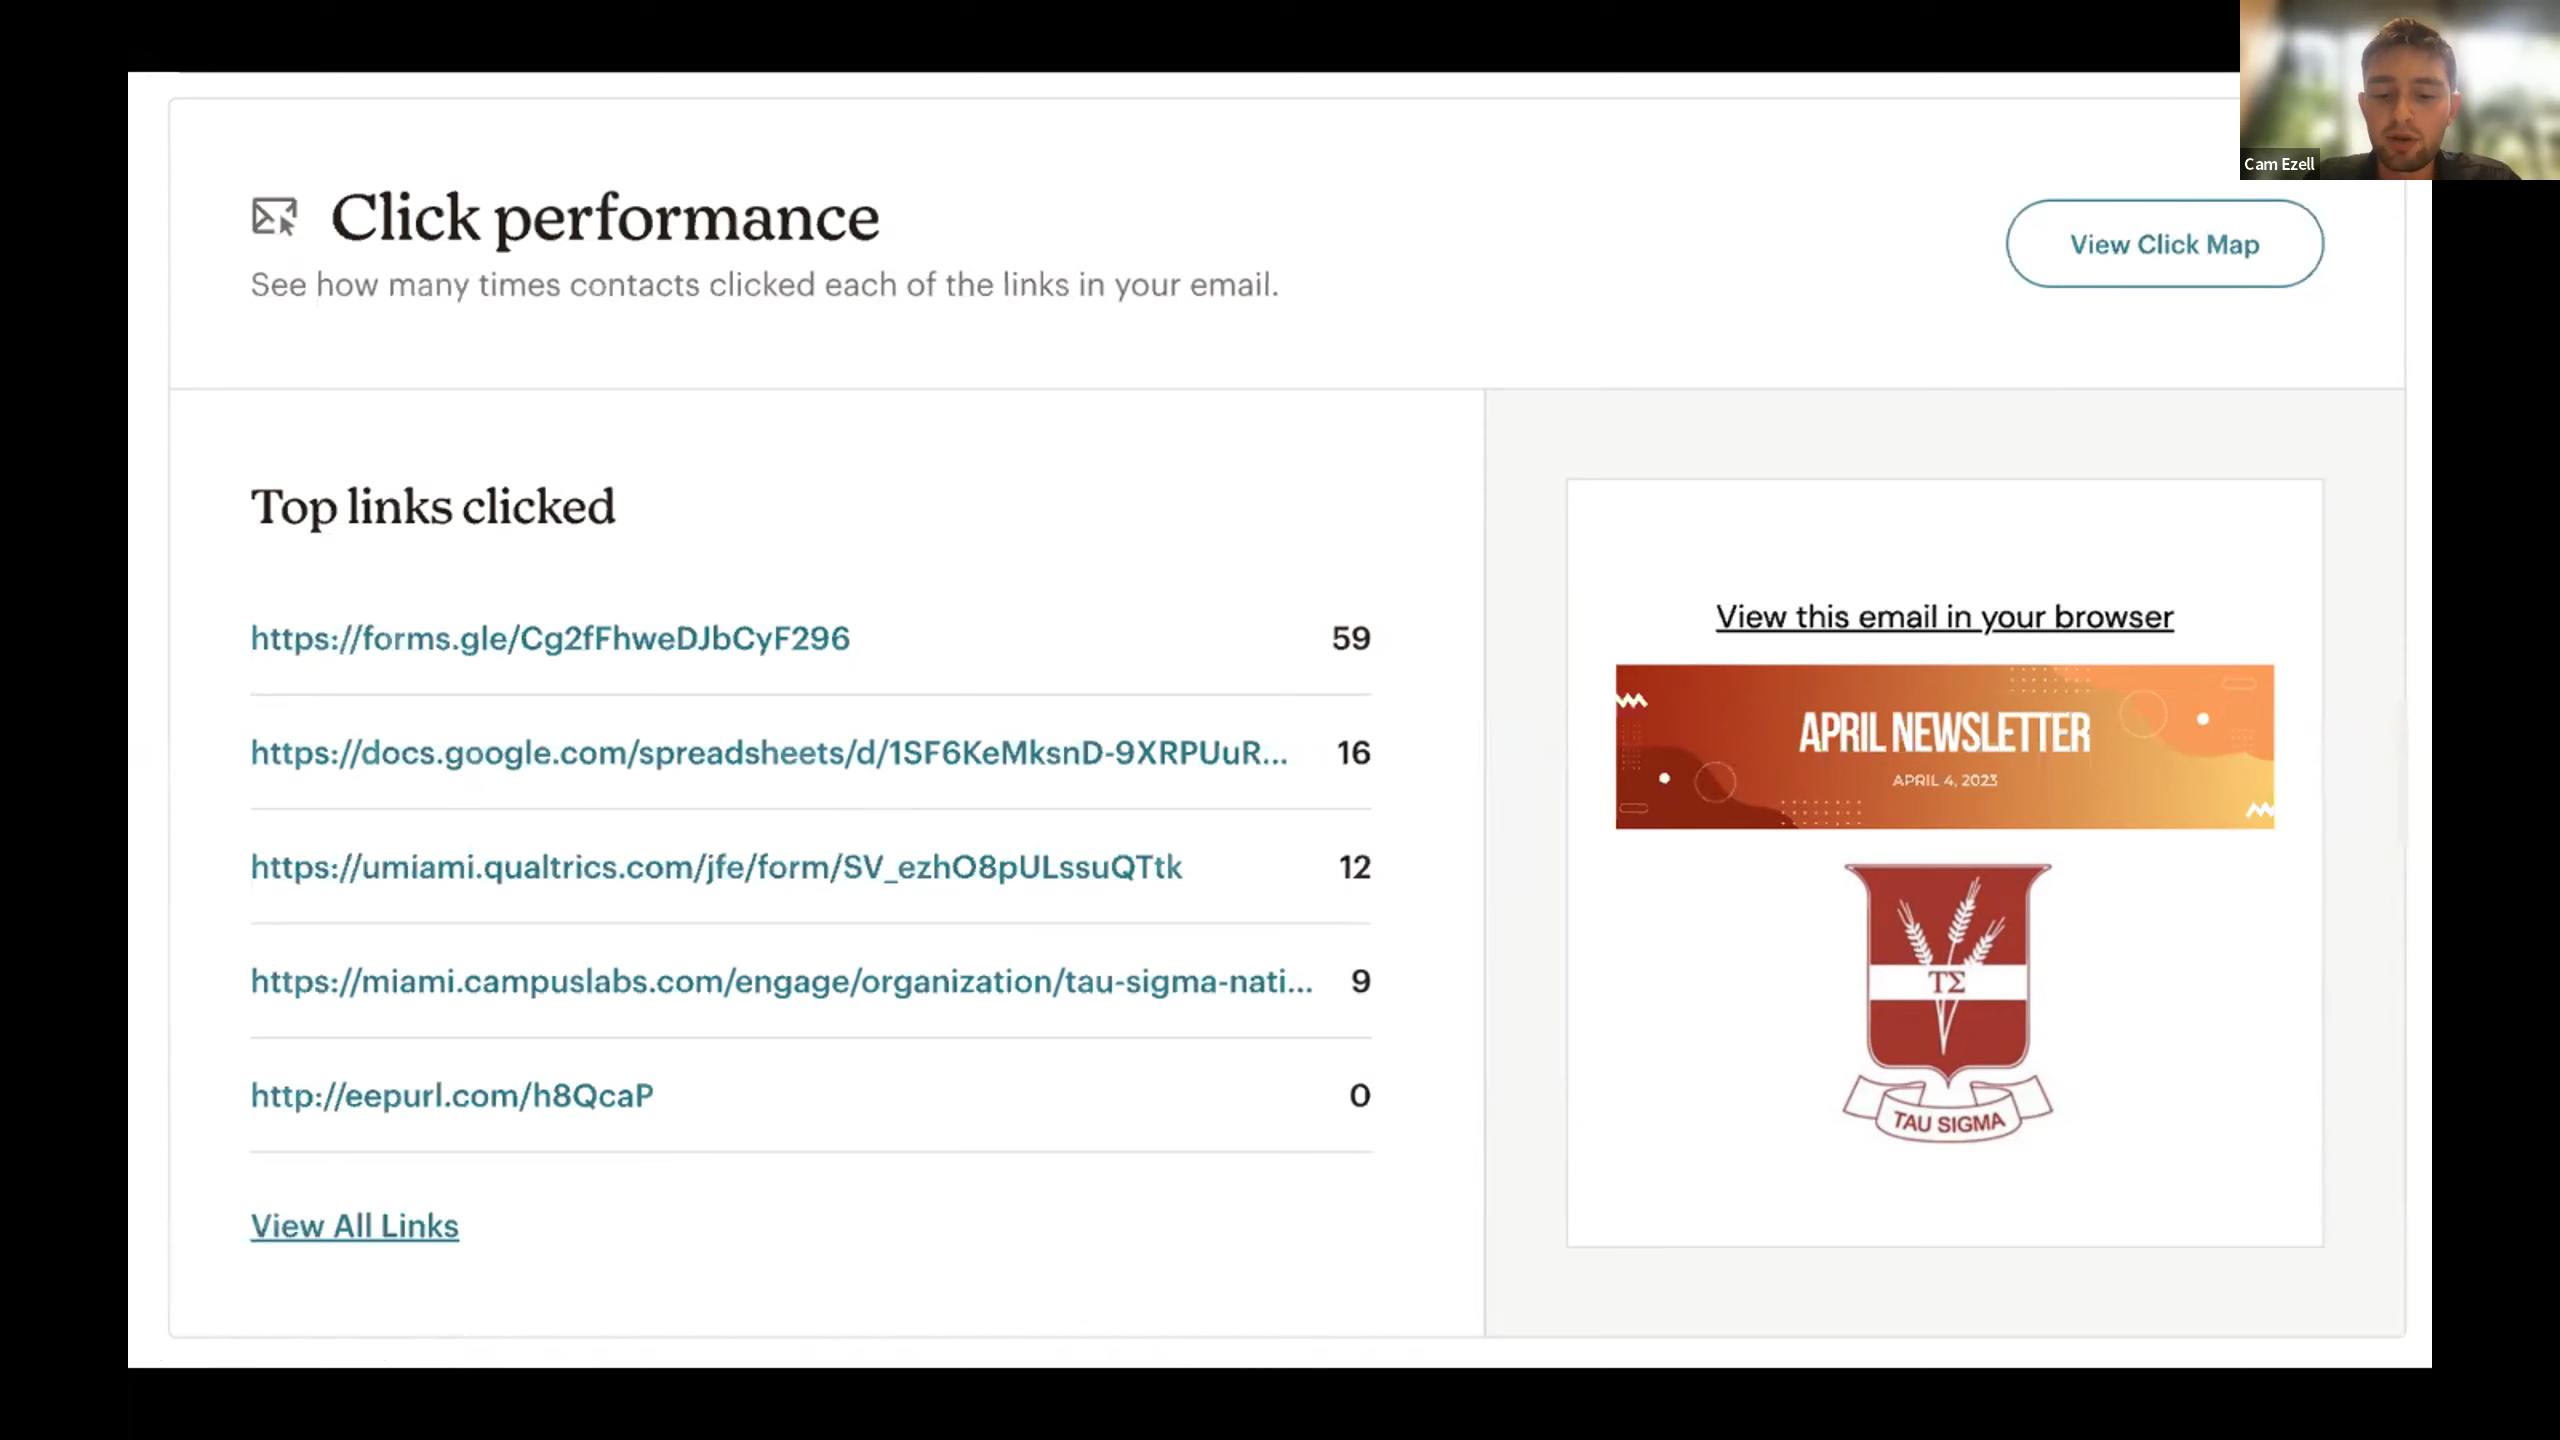 Cam Ezell
Click performance
See how many times contacts clicked each of the links in your email.
View Click Map
Top links clicked
https://forms.gle/Cg2fFhweDJbCyF296 59
https://docs.google.com/spreadsheets/d/1SF6KeMksnD-9XRPUuR... 16
https://umiami.qualtrics.com/jfe/form/SV_ezhO8pULssuQTtk 12
https://miami.campuslabs.com/engage/organization/tau-sigma-nati... 9
http://eepurl.com/h8QcaP 0
View All Links
View this email in your browser
APRIL NEWSLETTER
APRIL 4, 2023
ΤΣ
TAU SIGMA